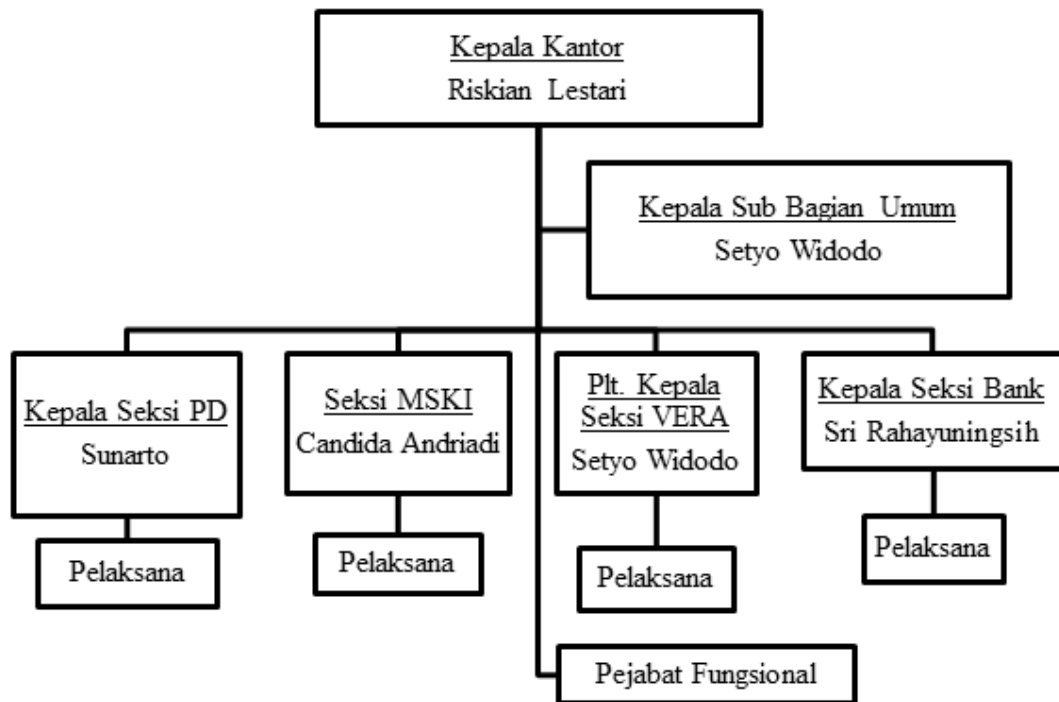 Kepala Kantor
Riskian Lestari
Kepala Sub Bagian Umum
Setyo Widodo
Kepala Seksi PD
Sunarto
Seksi MSKI
Candida Andriadi
Plt. Kepala
Seksi VERA
Setyo Widodo
Kepala Seksi Bank
Sri Rahayuningsih
Pelaksana
Pelaksana
Pelaksana
Pelaksana
Pejabat Fungsional